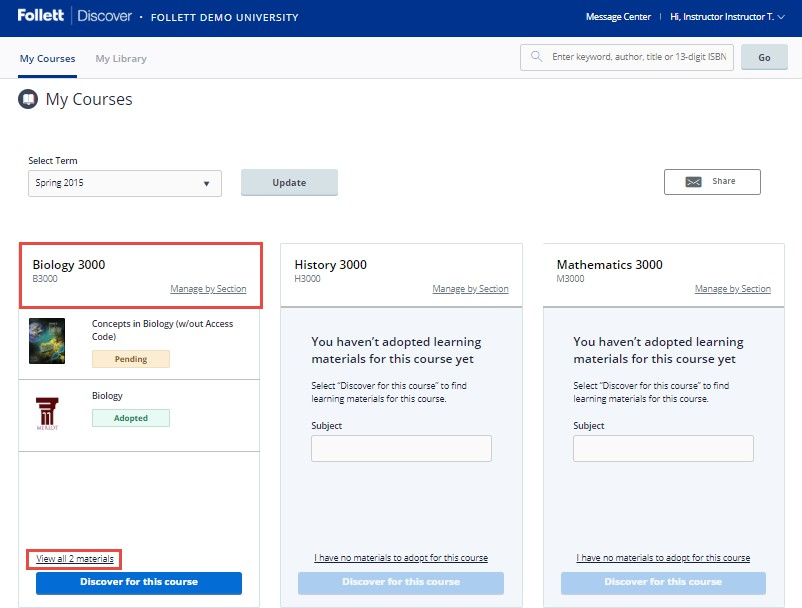 Follett | Discover • FOLLETT DEMO UNIVERSITY
Message Center | Hi, Instructor Instructor T.
My Courses
My Library
Enter keyword, author, title or 13-digit ISBN
Go
My Courses
Select Term
Spring 2015
Update
Share
Biology 3000
B3000
Manage by Section
Concepts in Biology (w/out Access
Code)
Pending
MERLOT
Biology
Adopted
View all 2 materials
Discover for this course
History 3000
H3000
Manage by Section
You haven't adopted learning
materials for this course yet
Select "Discover for this course" to find
learning materials for this course.
Subject
I have no materials to adopt for this course
Discover for this course
Mathematics 3000
M3000
Manage by Section
You haven't adopted learning
materials for this course yet
Select "Discover for this course" to find
learning materials for this course.
Subject
I have no materials to adopt for this course
Discover for this course